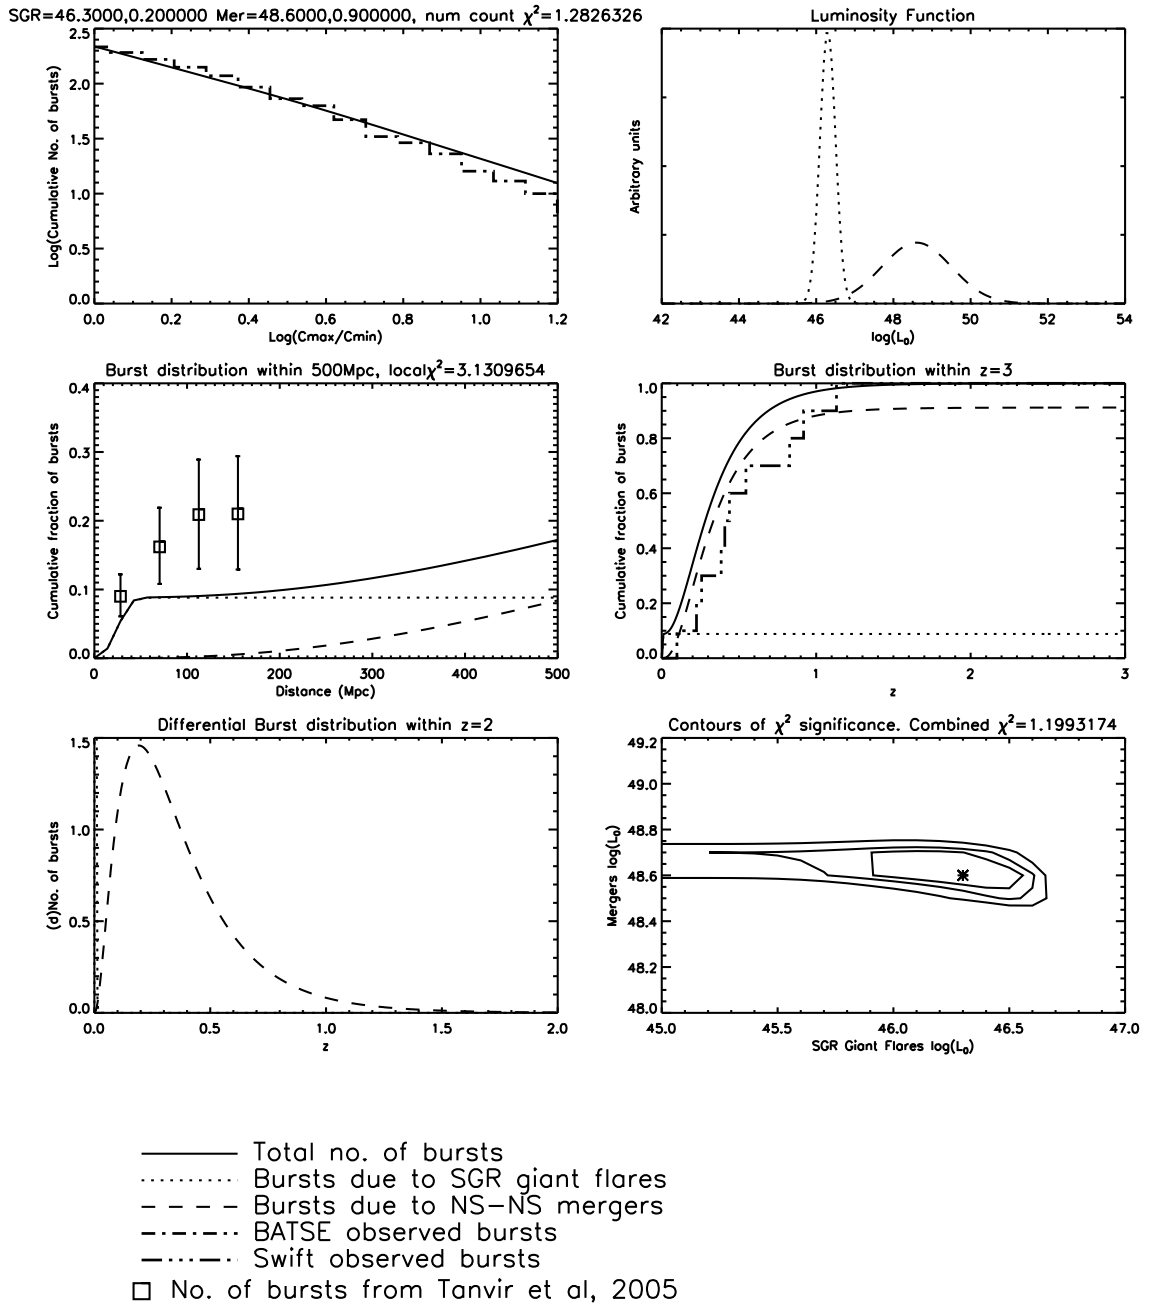 SGR=46.3000,0.200000 Mer=48.6000,0.900000, num count χ²=1.2826326
Log(Cumulative No. of bursts)
2.5
2.0
1.5
1.0
0.5
0.0
0.0 0.2 0.4 0.6 0.8 1.0 1.2
Log(Cmax/Cmin)
Luminosity Function
Arbitrary units
42 44 46 48 50 52 54
log(L₀)
Burst distribution within 500Mpc, localχ²=3.1309654
Cumulative fraction of bursts
0.4
0.3
0.2
0.1
0.0
0 100 200 300 400 500
Distance (Mpc)
Burst distribution within z=3
Cumulative fraction of bursts
1.0
0.8
0.6
0.4
0.2
0.0
0 1 2 3
z
Differential Burst distribution within z=2
(d)No. of bursts
1.5
1.0
0.5
0.0
0.0 0.5 1.0 1.5 2.0
z
Contours of χ² significance. Combined χ²=1.1993174
Mergers log(L₀)
49.2
49.0
48.8
48.6
48.4
48.2
48.0
45.0 45.5 46.0 46.5 47.0
SGR Giant Flares log(L₀)
Total no. of bursts
Bursts due to SGR giant flares
Bursts due to NS−NS mergers
BATSE observed bursts
Swift observed bursts
No. of bursts from Tanvir et al, 2005